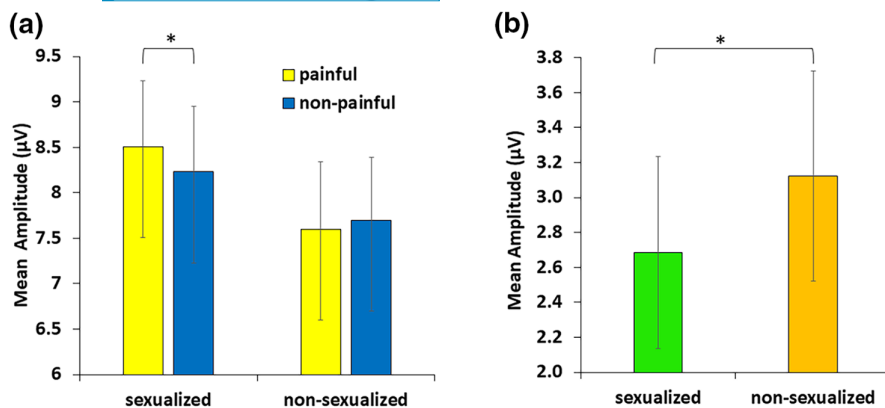 (a)
*
9.5
9
8.5
8
7.5
7
6.5
6
Mean Amplitude (μV)
painful
non-painful
sexualized
non-sexualized
(b)
*
3.8
3.6
3.4
3.2
3.0
2.8
2.6
2.4
2.2
2.0
Mean Amplitude (μV)
sexualized
non-sexualized